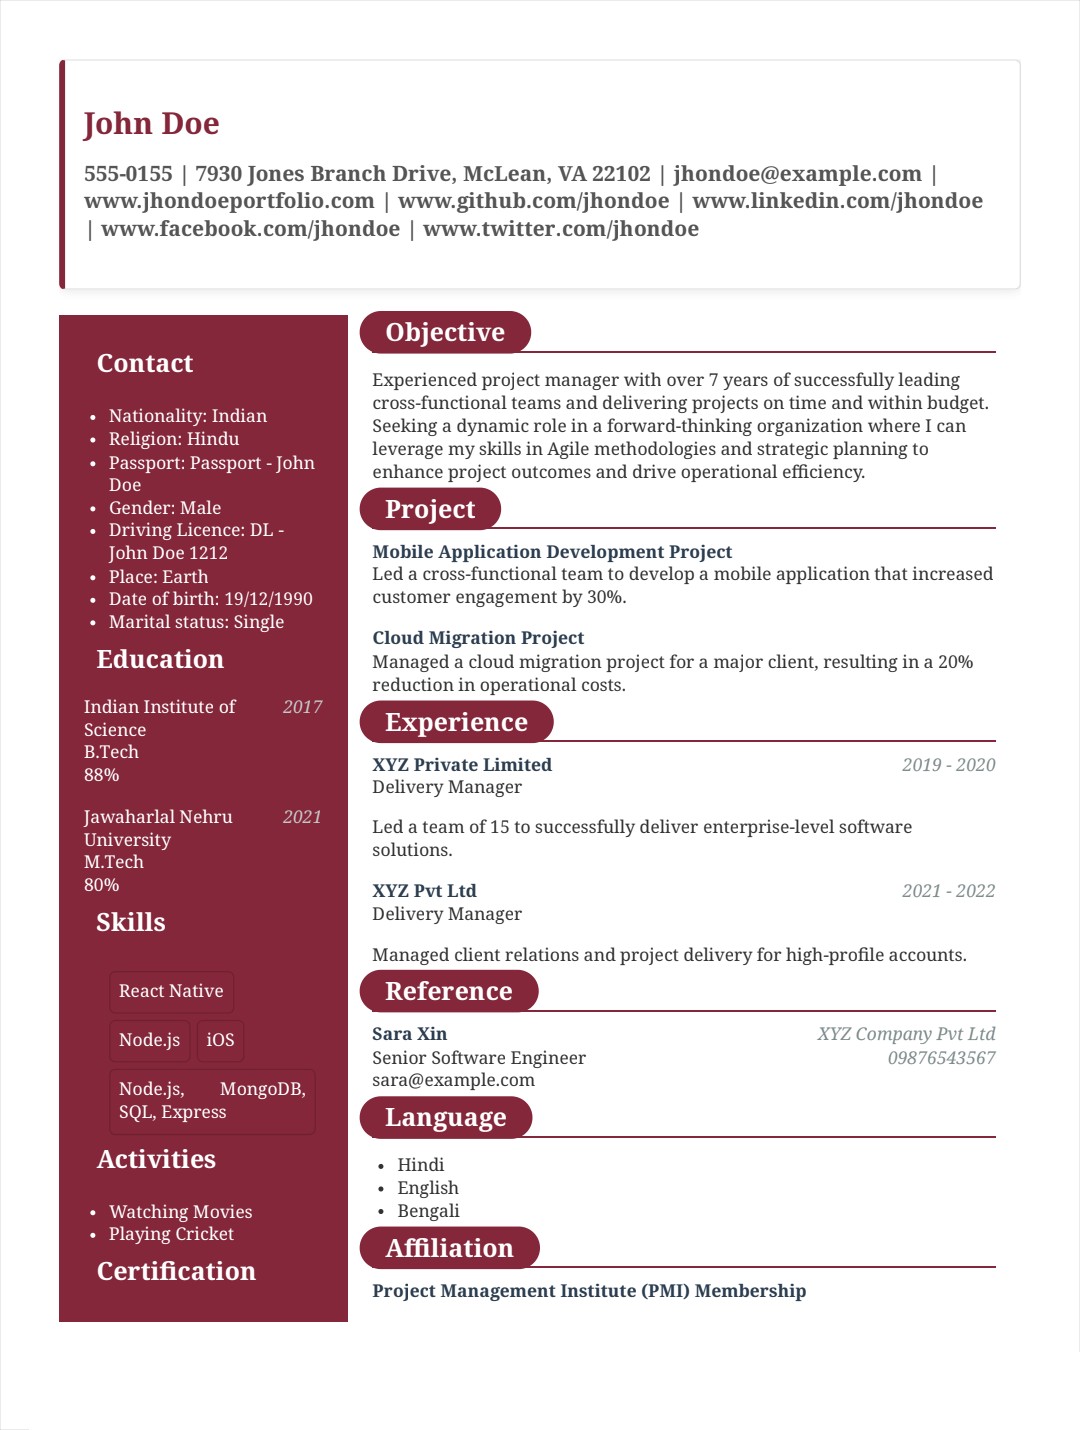 John Doe
555-0155 | 7930 Jones Branch Drive, McLean, VA 22102 | jhondoe@example.com |
www.jhondoeportfolio.com | www.github.com/jhondoe | www.linkedin.com/jhondoe
| www.facebook.com/jhondoe | www.twitter.com/jhondoe
Contact
• Nationality: Indian
• Religion: Hindu
• Passport: Passport - John
Doe
• Gender: Male
• Driving Licence: DL -
John Doe 1212
• Place: Earth
• Date of birth: 19/12/1990
• Marital status: Single
Education
Indian Institute of 2017
Science
B.Tech
88%
Jawaharlal Nehru 2021
University
M.Tech
80%
Skills
React Native
Node.js iOS
Node.js, MongoDB,
SQL, Express
Activities
• Watching Movies
• Playing Cricket
Certification
Objective
Experienced project manager with over 7 years of successfully leading
cross-functional teams and delivering projects on time and within budget.
Seeking a dynamic role in a forward-thinking organization where I can
leverage my skills in Agile methodologies and strategic planning to
enhance project outcomes and drive operational efficiency.
Project
Mobile Application Development Project
Led a cross-functional team to develop a mobile application that increased
customer engagement by 30%.
Cloud Migration Project
Managed a cloud migration project for a major client, resulting in a 20%
reduction in operational costs.
Experience
XYZ Private Limited 2019 - 2020
Delivery Manager
Led a team of 15 to successfully deliver enterprise-level software
solutions.
XYZ Pvt Ltd 2021 - 2022
Delivery Manager
Managed client relations and project delivery for high-profile accounts.
Reference
Sara Xin XYZ Company Pvt Ltd
Senior Software Engineer 09876543567
sara@example.com
Language
• Hindi
• English
• Bengali
Affiliation
Project Management Institute (PMI) Membership